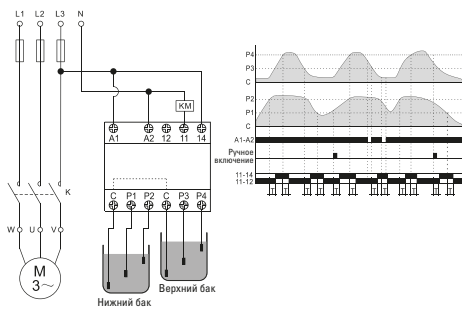 L1 L2 L3 N
KM
A1 A2 12 11 14
C P1 P2 C P3 P4
K
W U V
M
3~
Нижний бак
Верхний бак
P4
P3
C
P2
P1
C
A1-A2
Ручное
включение
11-14
11-12